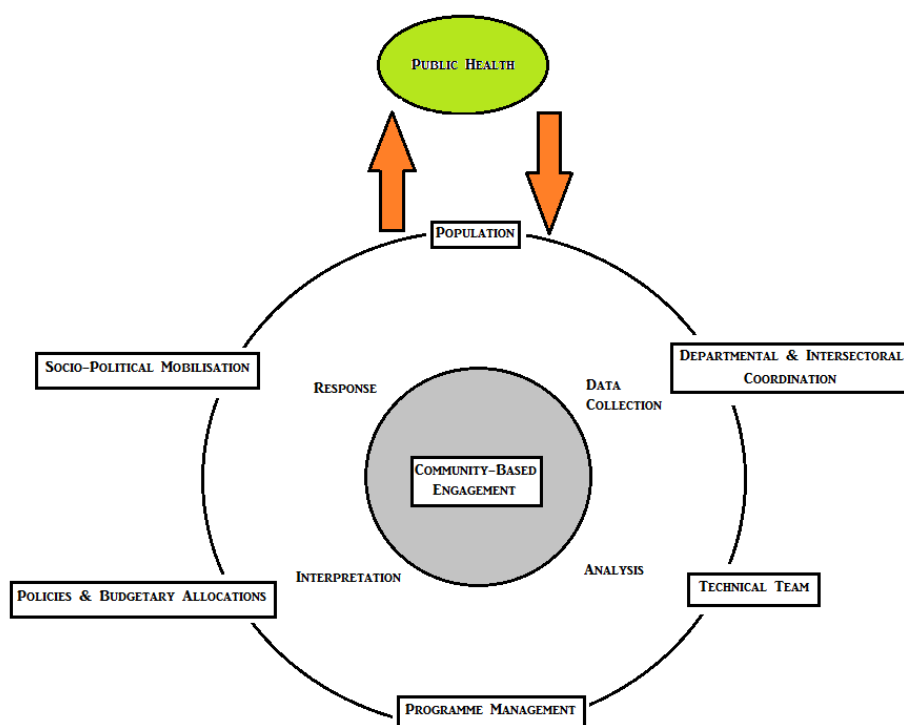 Public Health
Population
Socio-Political Mobilisation
Departmental & Intersectoral
Coordination
Response
Data
Collection
Community-Based
Engagement
Interpretation
Analysis
Policies & Budgetary Allocations
Technical Team
Programme Management